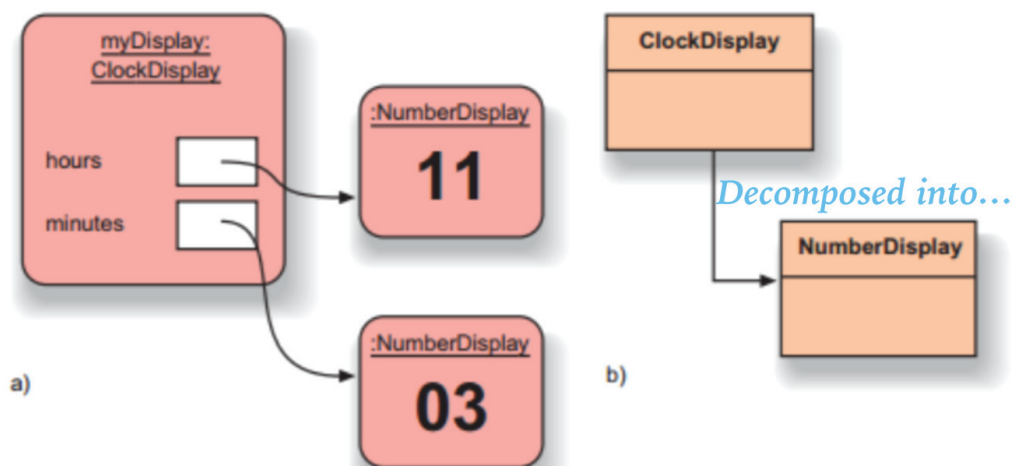 myDisplay:
ClockDisplay
hours
minutes
:NumberDisplay
11
:NumberDisplay
03
a)
ClockDisplay
Decomposed into…
NumberDisplay
b)